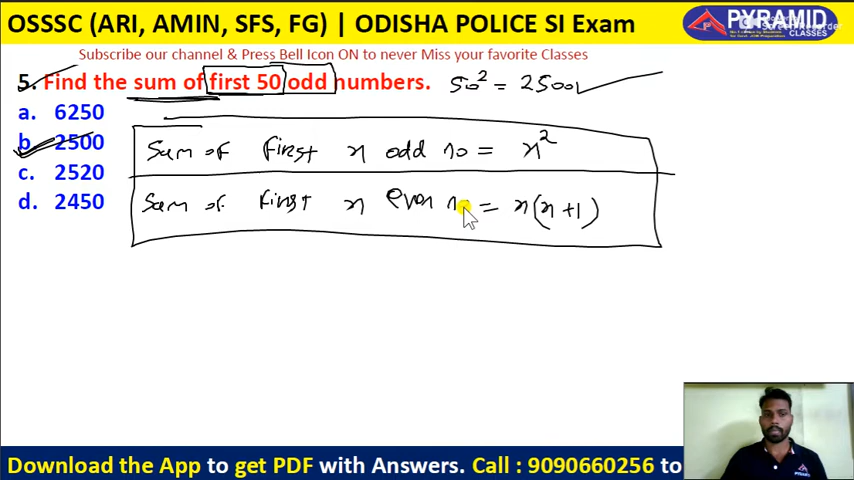 OSSSC (ARI, AMIN, SFS, FG) | ODISHA POLICE SI Exam
PYRAMID
CLASSES
Subscribe our channel & Press Bell Icon ON to never Miss your favorite Classes
5. Find the sum of first 50 odd numbers. 50² = 2500
a. 6250
b. 2500
c. 2520
d. 2450
Sum of first n odd no = n²
Sum of first n even no = n(n+1)
Download the App to get PDF with Answers. Call : 9090660256 to